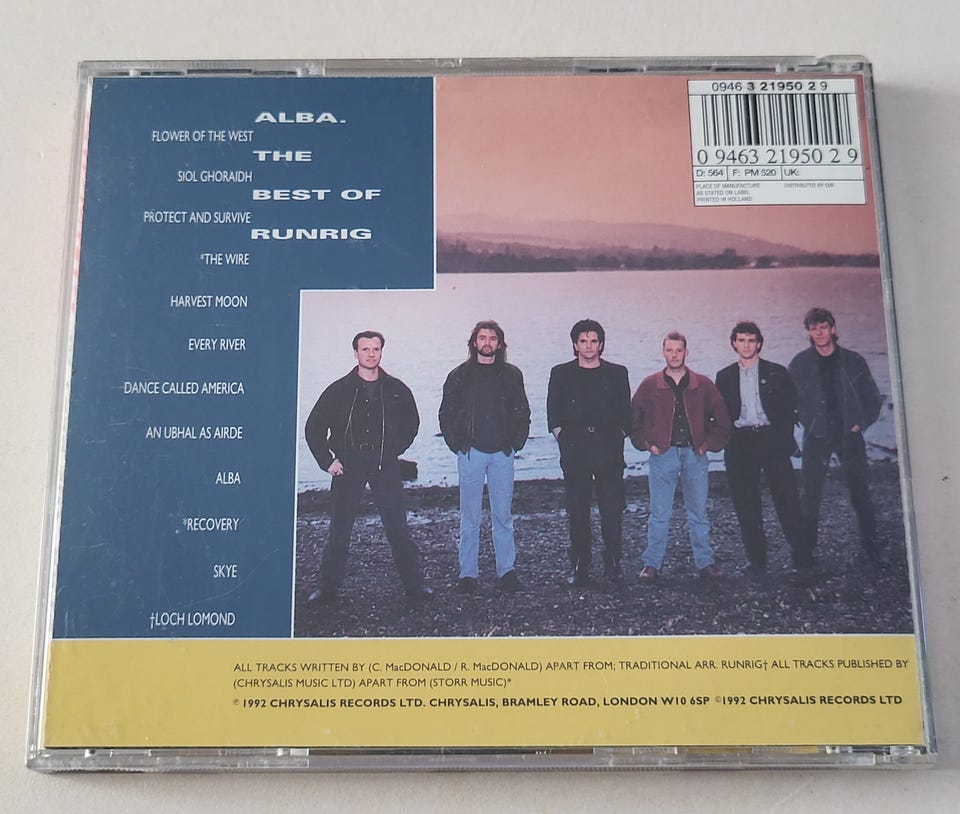 ALBA.
THE
BEST OF
RUNRIG
FLOWER OF THE WEST
SIOL GHORAIDH
PROTECT AND SURVIVE
*THE WIRE
HARVEST MOON
EVERY RIVER
DANCE CALLED AMERICA
AN UBHAL AS AIRDE
ALBA
*RECOVERY
SKYE
†LOCH LOMOND
0946 3 21950 2 9
0 9463 21950 2 9
D: 564 F: PM 520 UK:
PLACE OF MANUFACTURE
AS STATED ON LABEL
PRINTED IN HOLLAND
DISTRIBUTED BY EMI
ALL TRACKS WRITTEN BY (C. MacDONALD / R. MacDONALD) APART FROM; TRADITIONAL ARR. RUNRIG† ALL TRACKS PUBLISHED BY
(CHRYSALIS MUSIC LTD) APART FROM (STORR MUSIC)*
℗ 1992 CHRYSALIS RECORDS LTD. CHRYSALIS, BRAMLEY ROAD, LONDON W10 6SP ©1992 CHRYSALIS RECORDS LTD